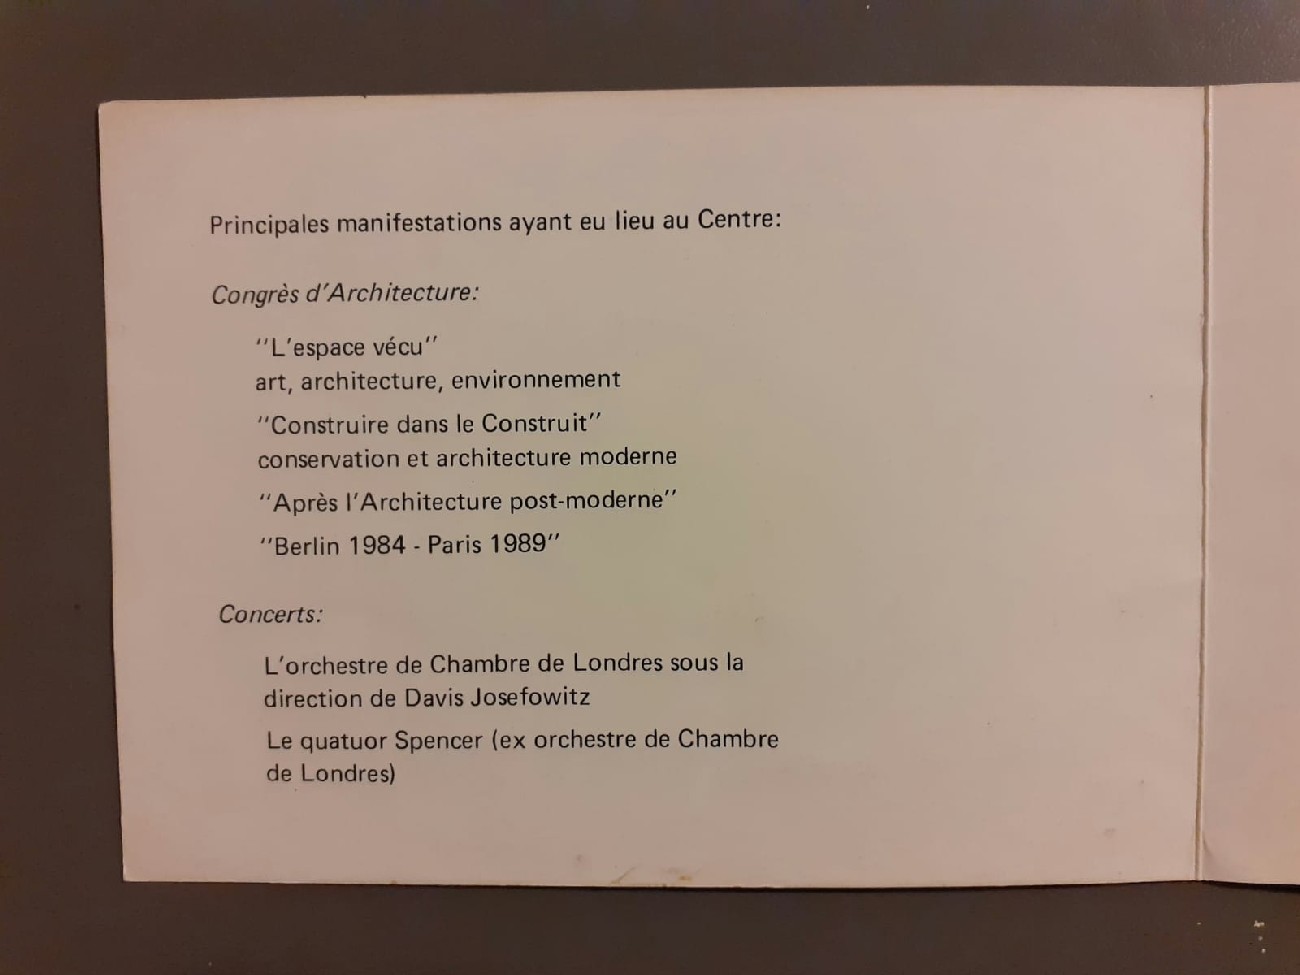 Principales manifestations ayant eu lieu au Centre:
Congrès d'Architecture:
"L'espace vécu"
art, architecture, environnement
"Construire dans le Construit"
conservation et architecture moderne
"Après l'Architecture post-moderne"
"Berlin 1984 - Paris 1989"
Concerts:
L'orchestre de Chambre de Londres sous la
direction de Davis Josefowitz
Le quatuor Spencer (ex orchestre de Chambre
de Londres)